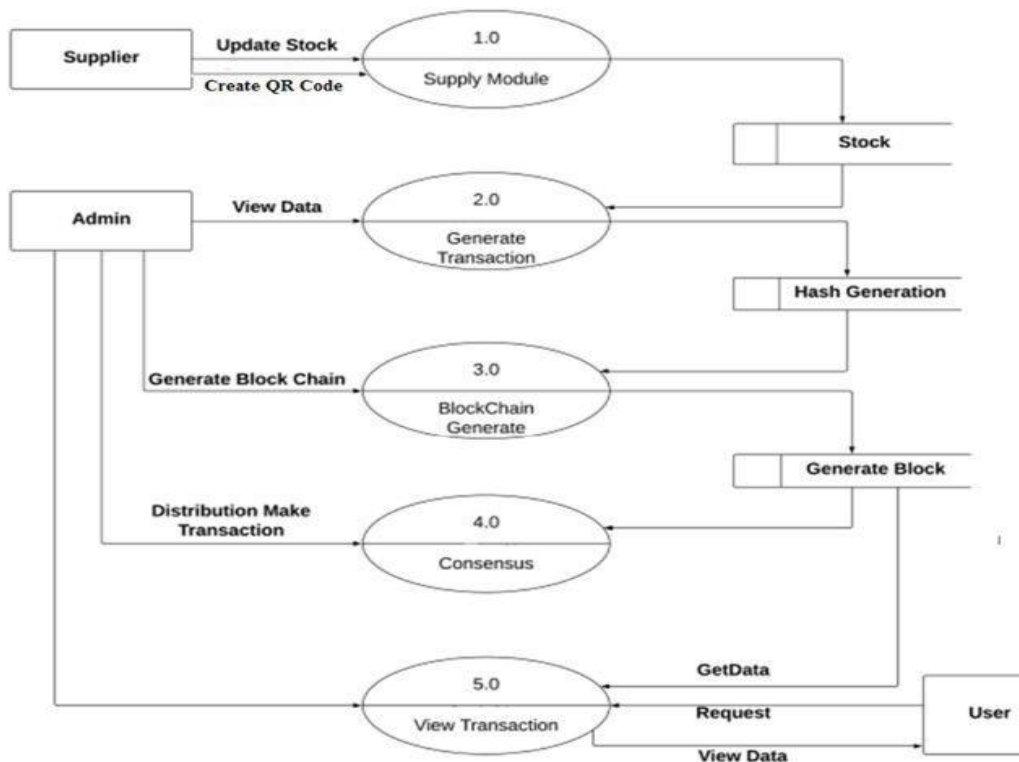 Supplier
Update Stock
Create QR Code
1.0
Supply Module
Stock
Admin
View Data
2.0
Generate
Transaction
Hash Generation
Generate Block Chain
3.0
BlockChain
Generate
Generate Block
Distribution Make
Transaction
4.0
Consensus
GetData
5.0
Request
View Transaction
User
View Data